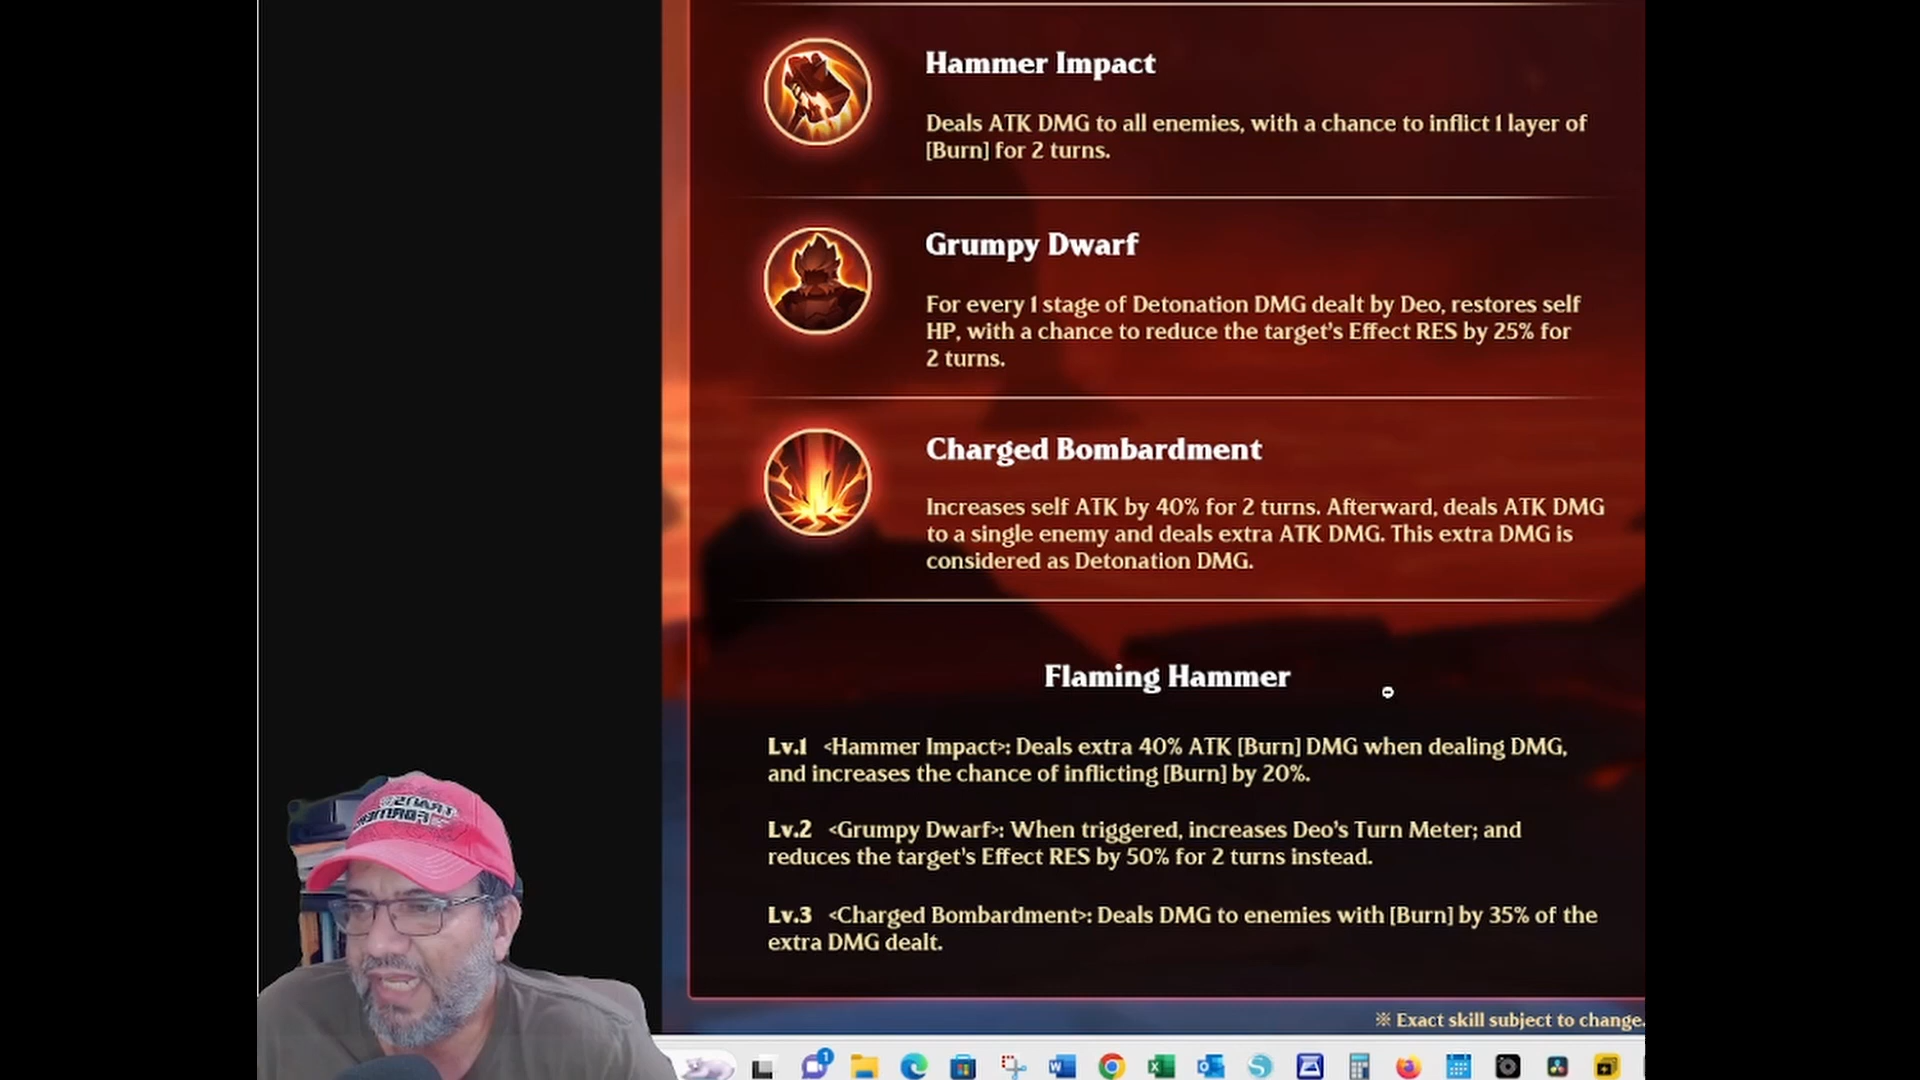 Hammer Impact
Deals ATK DMG to all enemies, with a chance to inflict 1 layer of
[Burn] for 2 turns.
Grumpy Dwarf
For every 1 stage of Detonation DMG dealt by Deo, restores self
HP, with a chance to reduce the target's Effect RES by 25% for
2 turns.
Charged Bombardment
Increases self ATK by 40% for 2 turns. Afterward, deals ATK DMG
to a single enemy and deals extra ATK DMG. This extra DMG is
considered as Detonation DMG.
Flaming Hammer
Lv.1 <Hammer Impact>: Deals extra 40% ATK [Burn] DMG when dealing DMG,
and increases the chance of inflicting [Burn] by 20%.
Lv.2 <Grumpy Dwarf>: When triggered, increases Deo's Turn Meter; and
reduces the target's Effect RES by 50% for 2 turns instead.
Lv.3 <Charged Bombardment>: Deals DMG to enemies with [Burn] by 35% of the
extra DMG dealt.
※ Exact skill subject to change.
TRANS
FORMER
1